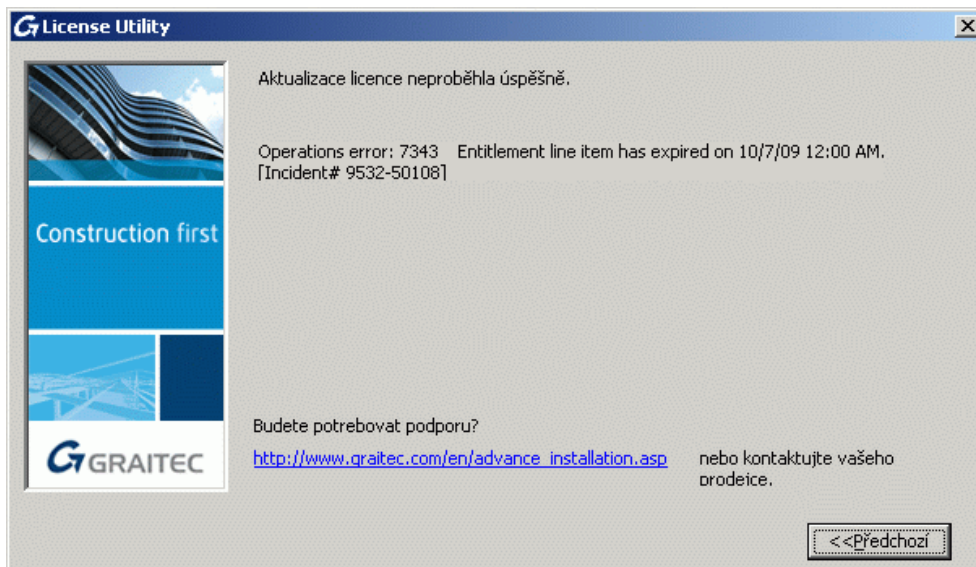 License Utility
Aktualizace licence neproběhla úspěšně.
Operations error: 7343 Entitlement line item has expired on 10/7/09 12:00 AM.
[Incident# 9532-50108]
Construction first
GRAITEC
Budete potrebovat podporu?
http://www.graitec.com/en/advance_installation.asp
nebo kontaktujte vašeho
prodejce.
<<Předchozí